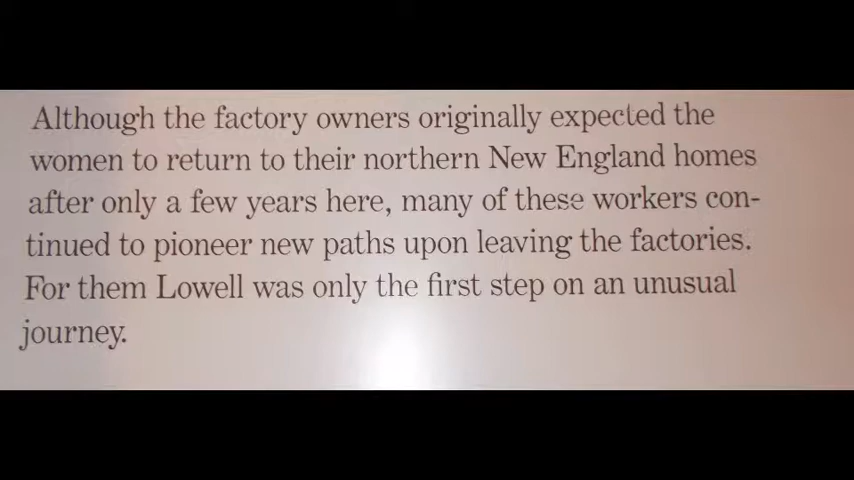 Although the factory owners originally expected the
women to return to their northern New England homes
after only a few years here, many of these workers con-
tinued to pioneer new paths upon leaving the factories.
For them Lowell was only the first step on an unusual
journey.